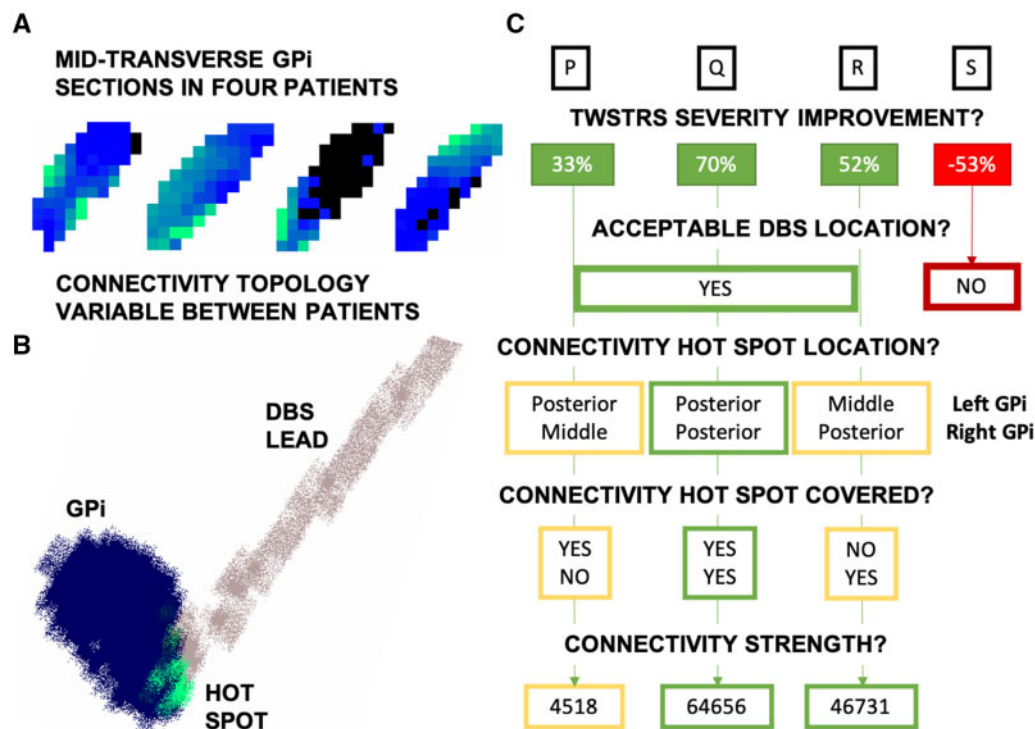 A
MID-TRANSVERSE GPi
SECTIONS IN FOUR PATIENTS
CONNECTIVITY TOPOLOGY
VARIABLE BETWEEN PATIENTS
B
DBS
LEAD
GPi
HOT
SPOT
C
P Q R S
TWSTRS SEVERITY IMPROVEMENT?
33% 70% 52% -53%
ACCEPTABLE DBS LOCATION?
YES NO
CONNECTIVITY HOT SPOT LOCATION?
Posterior Posterior Middle Left GPi
Middle Posterior Posterior Right GPi
CONNECTIVITY HOT SPOT COVERED?
YES YES NO
NO YES YES
CONNECTIVITY STRENGTH?
4518 64656 46731